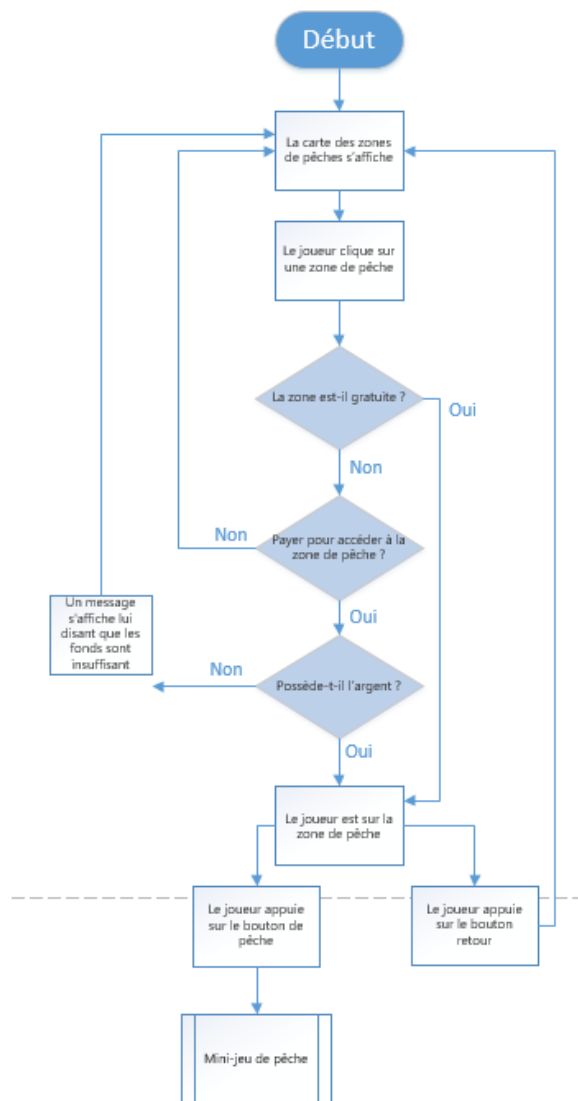 Début
La carte des zones
de pêches s'affiche
Le joueur clique sur
une zone de pêche
La zone est-il gratuite ?
Oui
Non
Payer pour accéder à la
zone de pêche ?
Non
Oui
Un message
s'affiche lui
disant que les
fonds sont
insuffisant
Possède-t-il l'argent ?
Non
Oui
Le joueur est sur la
zone de pêche
Le joueur appuie
sur le bouton de
pêche
Le joueur appuie
sur le bouton
retour
Mini-jeu de pêche